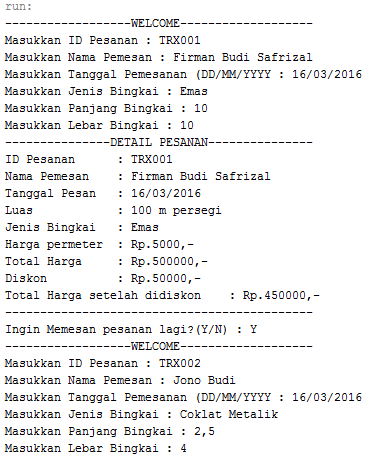 run:
------------------WELCOME-------------------
Masukkan ID Pesanan : TRX001
Masukkan Nama Pemesan : Firman Budi Safrizal
Masukkan Tanggal Pemesanan (DD/MM/YYYY : 16/03/2016
Masukkan Jenis Bingkai : Emas
Masukkan Panjang Bingkai : 10
Masukkan Lebar Bingkai : 10
---------------DETAIL PESANAN---------------
ID Pesanan      : TRX001
Nama Pemesan    : Firman Budi Safrizal
Tanggal Pesan   : 16/03/2016
Luas            : 100 m persegi
Jenis Bingkai   : Emas
Harga permeter  : Rp.5000,-
Total Harga     : Rp.500000,-
Diskon          : Rp.50000,-
Total Harga setelah didiskon    : Rp.450000,-
--------------------------------------------
Ingin Memesan pesanan lagi?(Y/N) : Y
------------------WELCOME-------------------
Masukkan ID Pesanan : TRX002
Masukkan Nama Pemesan : Jono Budi
Masukkan Tanggal Pemesanan (DD/MM/YYYY : 16/03/2016
Masukkan Jenis Bingkai : Coklat Metalik
Masukkan Panjang Bingkai : 2,5
Masukkan Lebar Bingkai : 4